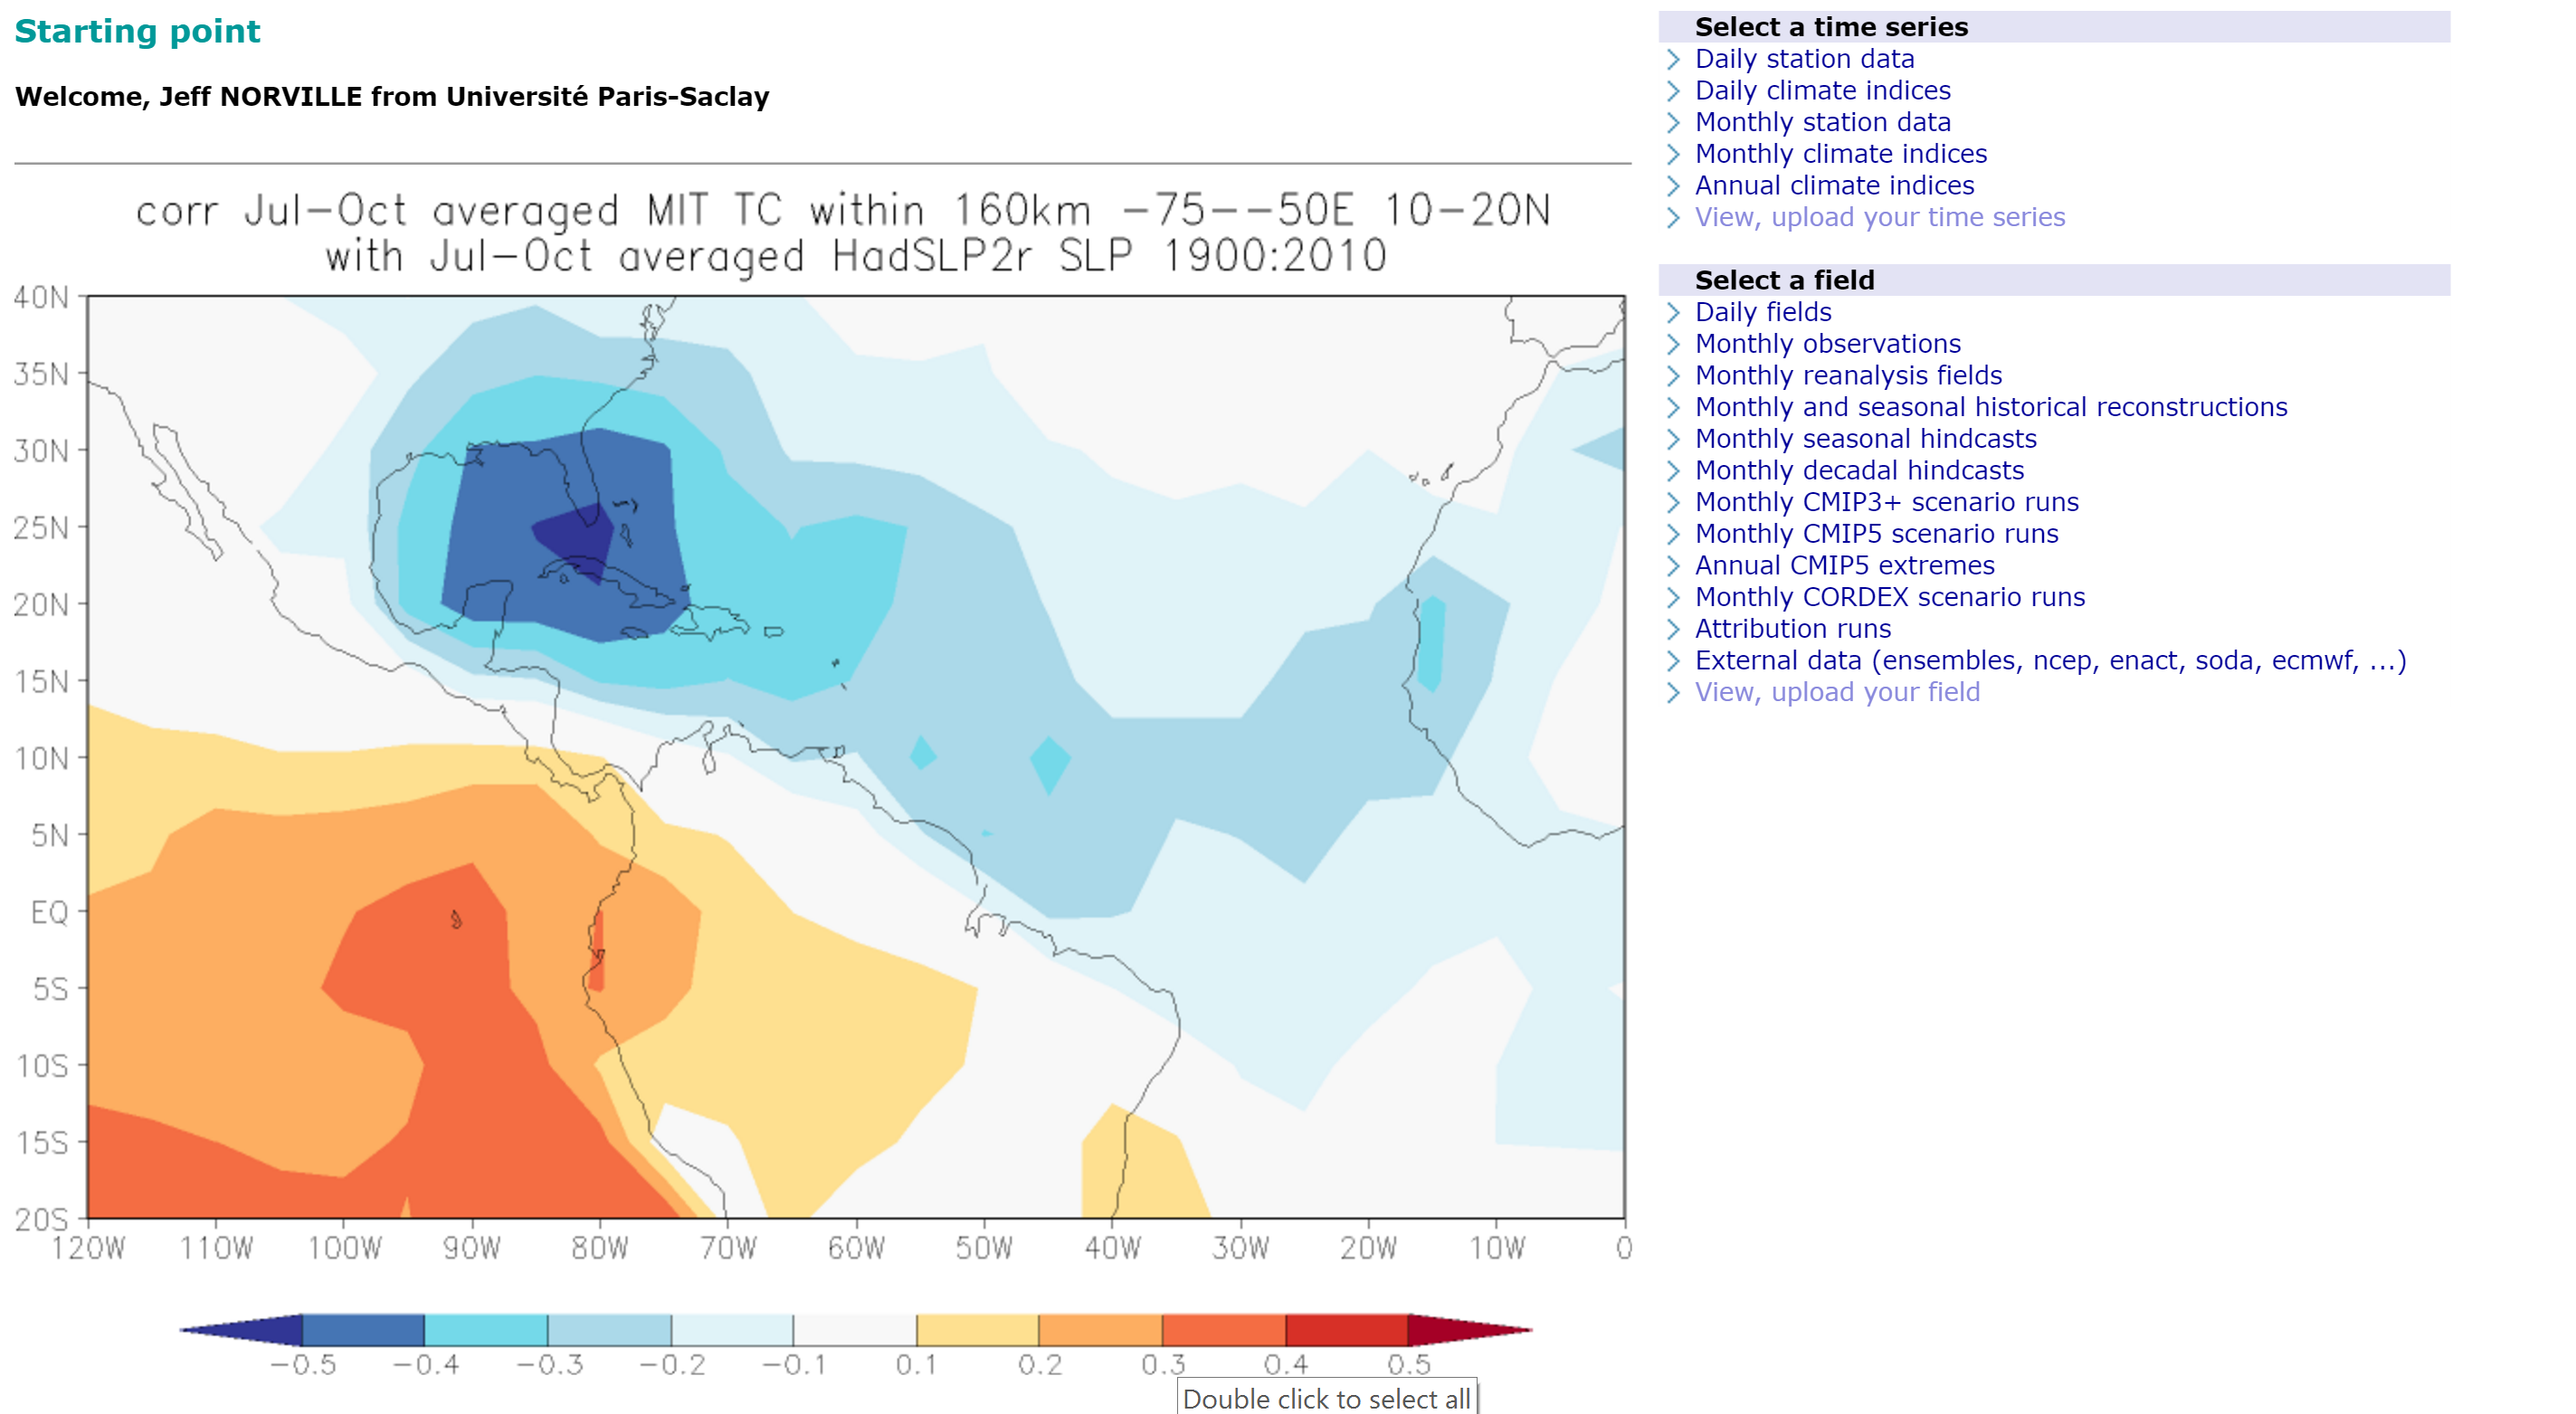 Starting point
Welcome, Jeff NORVILLE from Université Paris-Saclay
corr Jul-Oct averaged MIT TC within 160km -75--50E 10-20N
with Jul-Oct averaged HadSLP2r SLP 1900:2010
40N
35N
30N
25N
20N
15N
10N
5N
EQ
5S
10S
15S
20S
120W 110W 100W 90W 80W 70W 60W 50W 40W 30W 20W 10W 0
-0.5 -0.4 -0.3 -0.2 -0.1 0.1 0.2 0.3 0.4 0.5
Double click to select all
Select a time series
Daily station data
Daily climate indices
Monthly station data
Monthly climate indices
Annual climate indices
View, upload your time series
Select a field
Daily fields
Monthly observations
Monthly reanalysis fields
Monthly and seasonal historical reconstructions
Monthly seasonal hindcasts
Monthly decadal hindcasts
Monthly CMIP3+ scenario runs
Monthly CMIP5 scenario runs
Annual CMIP5 extremes
Monthly CORDEX scenario runs
Attribution runs
External data (ensembles, ncep, enact, soda, ecmwf, ...)
View, upload your field